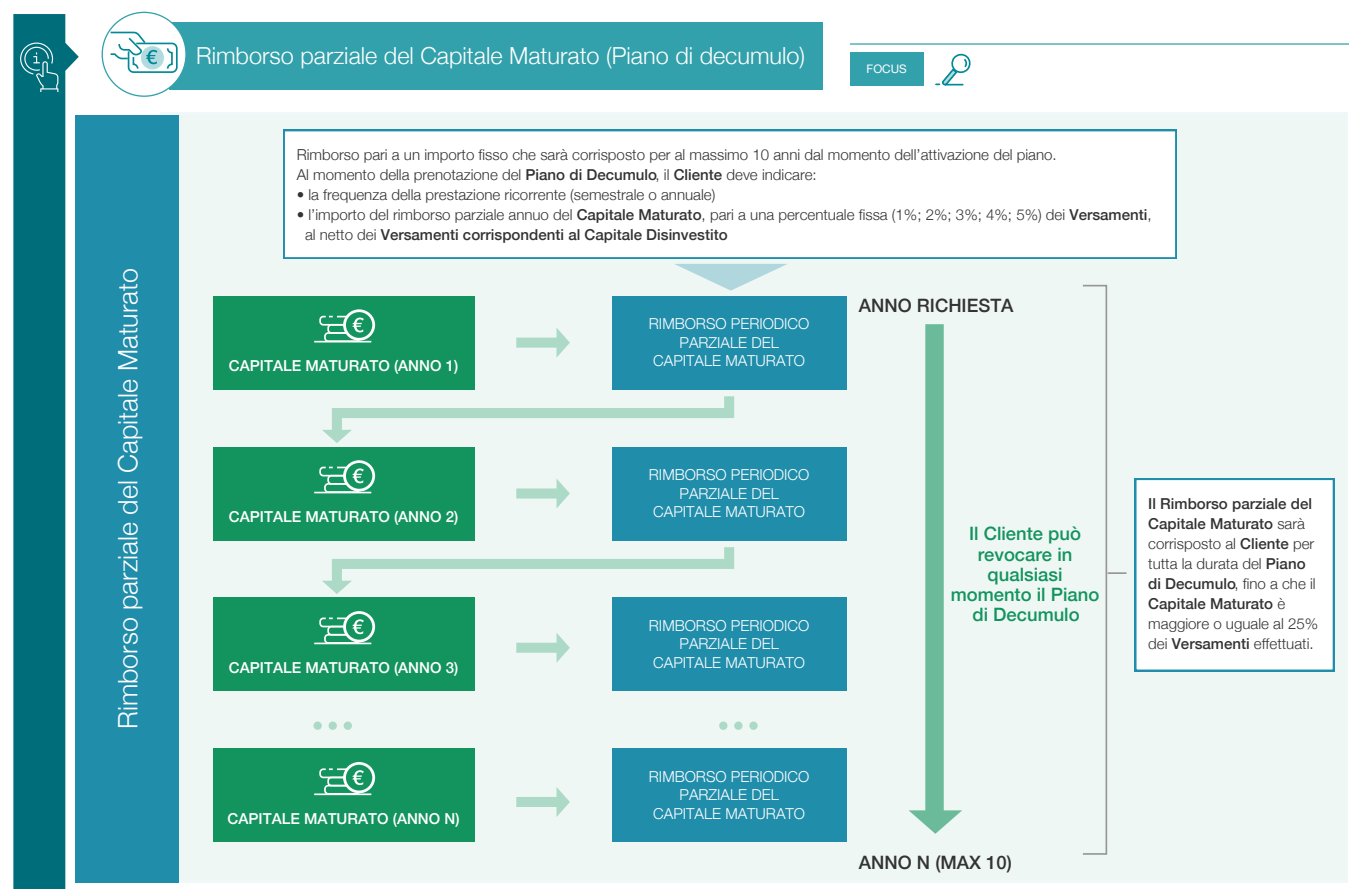 Rimborso parziale del Capitale Maturato (Piano di decumulo)
FOCUS
Rimborso parziale del Capitale Maturato
Rimborso pari a un importo fisso che sarà corrisposto per al massimo 10 anni dal momento dell'attivazione del piano.
Al momento della prenotazione del Piano di Decumulo, il Cliente deve indicare:
• la frequenza della prestazione ricorrente (semestrale o annuale)
• l'importo del rimborso parziale annuo del Capitale Maturato, pari a una percentuale fissa (1%; 2%; 3%; 4%; 5%) dei Versamenti,
al netto dei Versamenti corrispondenti al Capitale Disinvestito
CAPITALE MATURATO (ANNO 1)
RIMBORSO PERIODICO
PARZIALE DEL
CAPITALE MATURATO
ANNO RICHIESTA
CAPITALE MATURATO (ANNO 2)
RIMBORSO PERIODICO
PARZIALE DEL
CAPITALE MATURATO
CAPITALE MATURATO (ANNO 3)
RIMBORSO PERIODICO
PARZIALE DEL
CAPITALE MATURATO
CAPITALE MATURATO (ANNO N)
RIMBORSO PERIODICO
PARZIALE DEL
CAPITALE MATURATO
Il Cliente può
revocare in
qualsiasi
momento il Piano
di Decumulo
ANNO N (MAX 10)
Il Rimborso parziale del
Capitale Maturato sarà
corrisposto al Cliente per
tutta la durata del Piano
di Decumulo, fino a che il
Capitale Maturato è
maggiore o uguale al 25%
dei Versamenti effettuati.